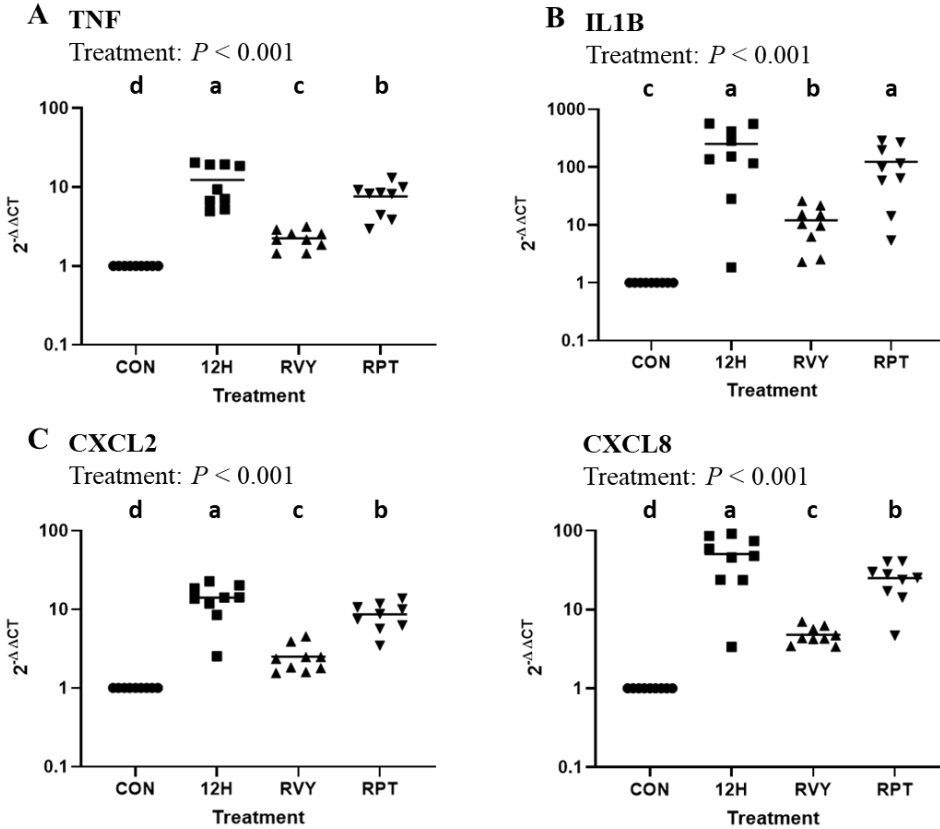 A TNF
Treatment: P < 0.001
d a c b
100
10
1
0.1
2^-ΔΔCT
CON 12H RVY RPT
Treatment
B IL1B
Treatment: P < 0.001
c a b a
1000
100
10
1
0.1
2^-ΔΔCT
CON 12H RVY RPT
Treatment
C CXCL2
Treatment: P < 0.001
d a c b
100
10
1
0.1
2^-ΔΔCT
CON 12H RVY RPT
Treatment
CXCL8
Treatment: P < 0.001
d a c b
100
10
1
0.1
2^-ΔΔCT
CON 12H RVY RPT
Treatment